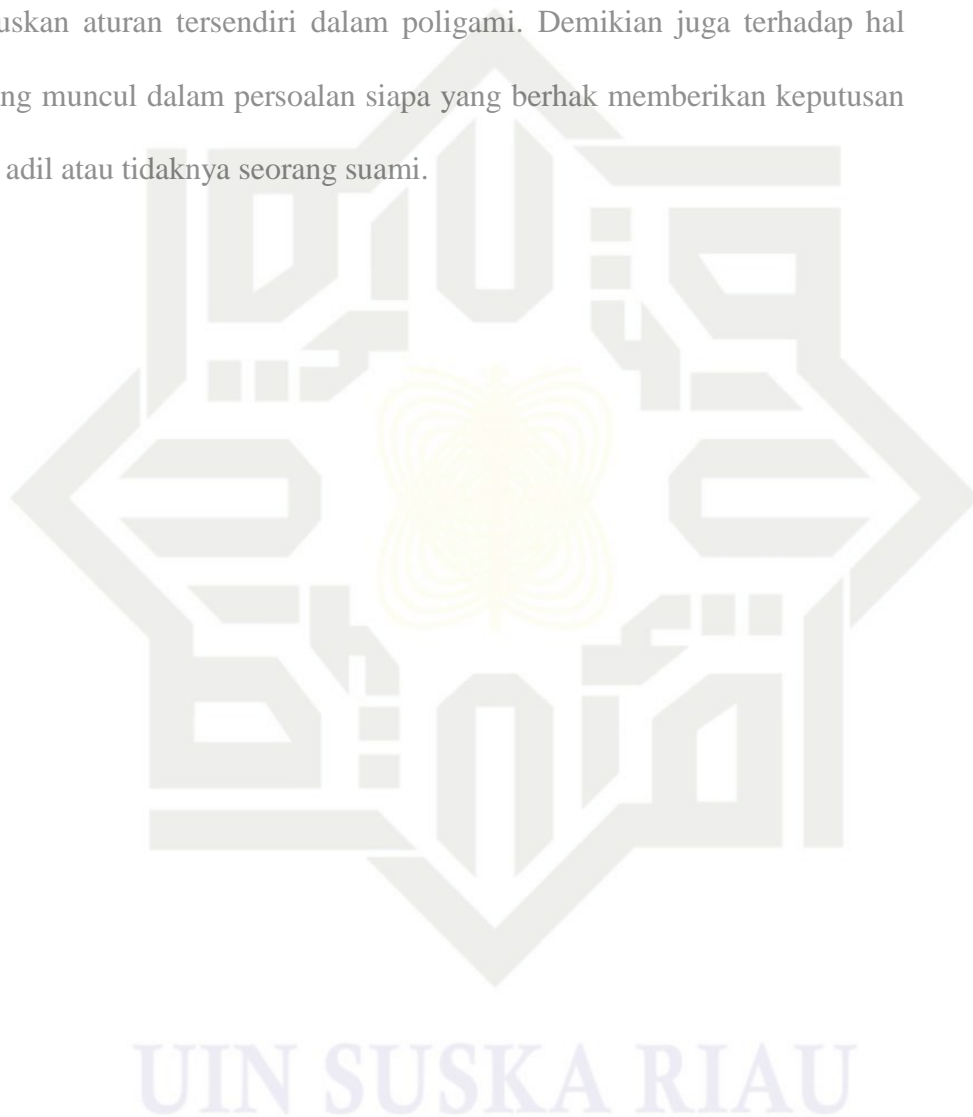 uskan aturan tersendiri dalam poligami. Demikian juga terhadap hal
ng muncul dalam persoalan siapa yang berhak memberikan keputusan
adil atau tidaknya seorang suami.
UIN SUSKA RIAU